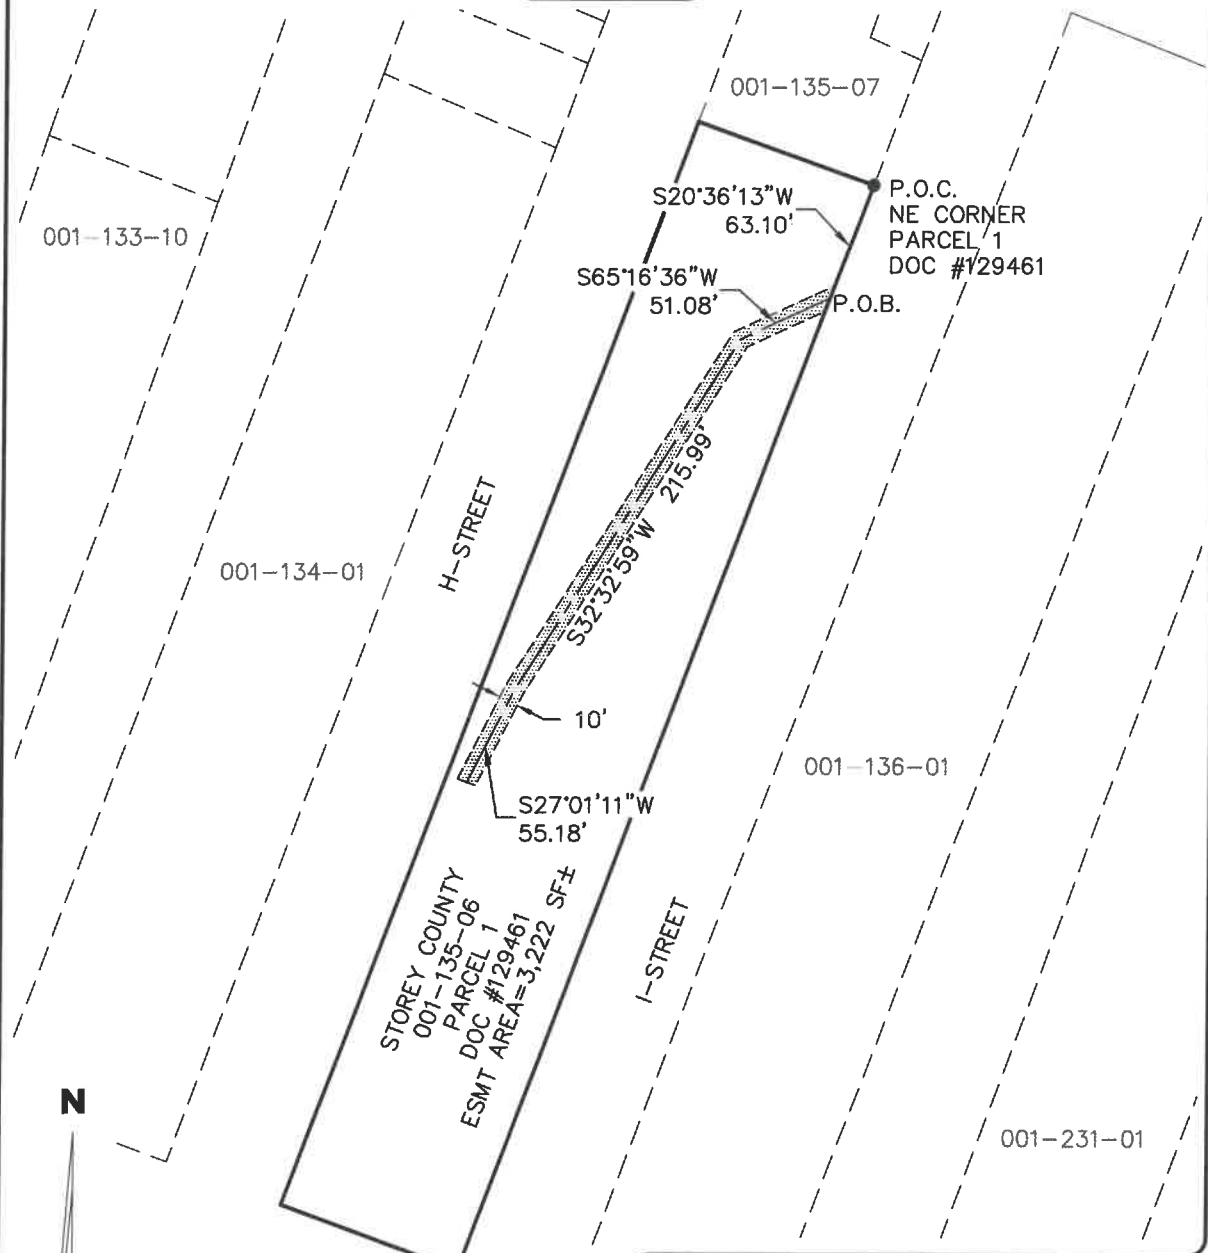 001-135-07
S20°36'13"W
63.10'
P.O.C.
NE CORNER
PARCEL 1
DOC #129461
001-133-10
S65°16'36"W
51.08'
P.O.B.
S32°32'59"W 215.99'
H-STREET
001-134-01
10'
001-136-01
S27°01'11"W
55.18'
STOREY COUNTY
001-135-06
PARCEL 1
DOC #129461
ESMT AREA=3,222 SF±
I-STREET
N
001-231-01